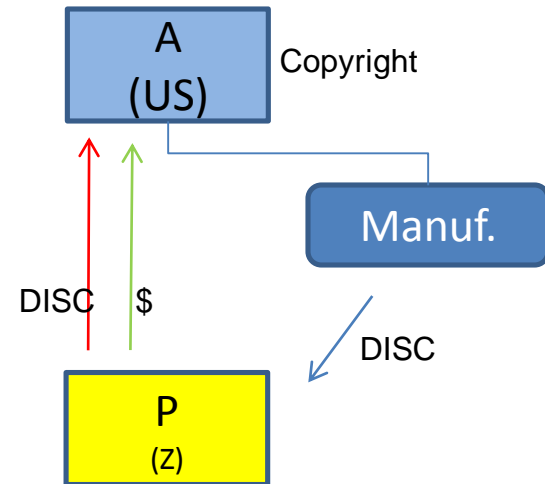 A
(US)
Copyright
Manuf.
DISC $
DISC
P
(Z)